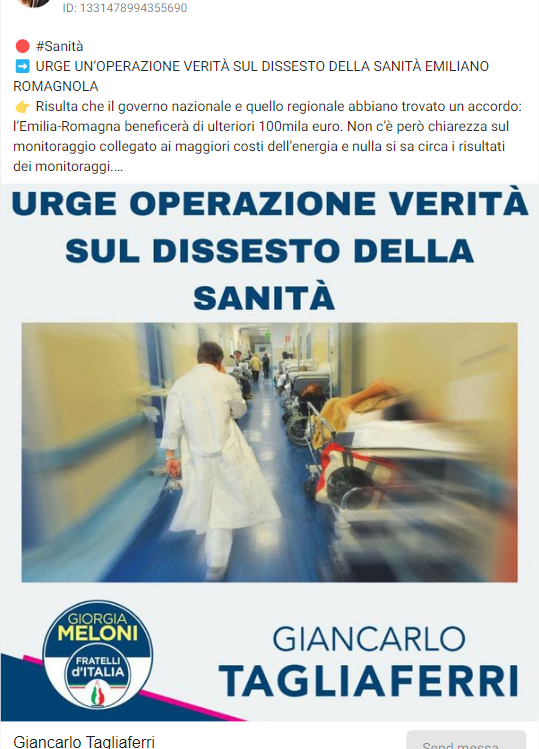 ID: 1331478994355690
🔴 #Sanità
➡️ URGE UN'OPERAZIONE VERITÀ SUL DISSESTO DELLA SANITÀ EMILIANO
ROMAGNOLA
👉 Risulta che il governo nazionale e quello regionale abbiano trovato un accordo:
l'Emilia-Romagna beneficerà di ulteriori 100mila euro. Non c'è però chiarezza sul
monitoraggio collegato ai maggiori costi dell'energia e nulla si sa circa i risultati
dei monitoraggi....
URGE OPERAZIONE VERITÀ
SUL DISSESTO DELLA
SANITÀ
GIORGIA
MELONI
FRATELLI
d'ITALIA
GIANCARLO
TAGLIAFERRI
Giancarlo Tagliaferri
Send messa...